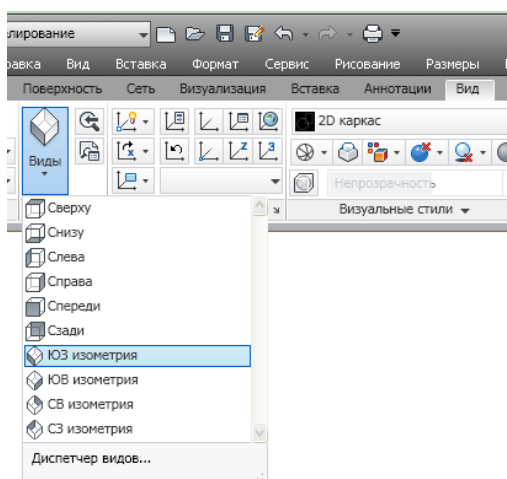 лирование
равка Вид Вставка Формат Сервис Рисование Размеры
Поверхность Сеть Визуализация Вставка Аннотации Вид
Виды
2D каркас
Непрозрачность
Визуальные стили
Сверху
Снизу
Слева
Справа
Спереди
Сзади
ЮЗ изометрия
ЮВ изометрия
СВ изометрия
СЗ изометрия
Диспетчер видов...